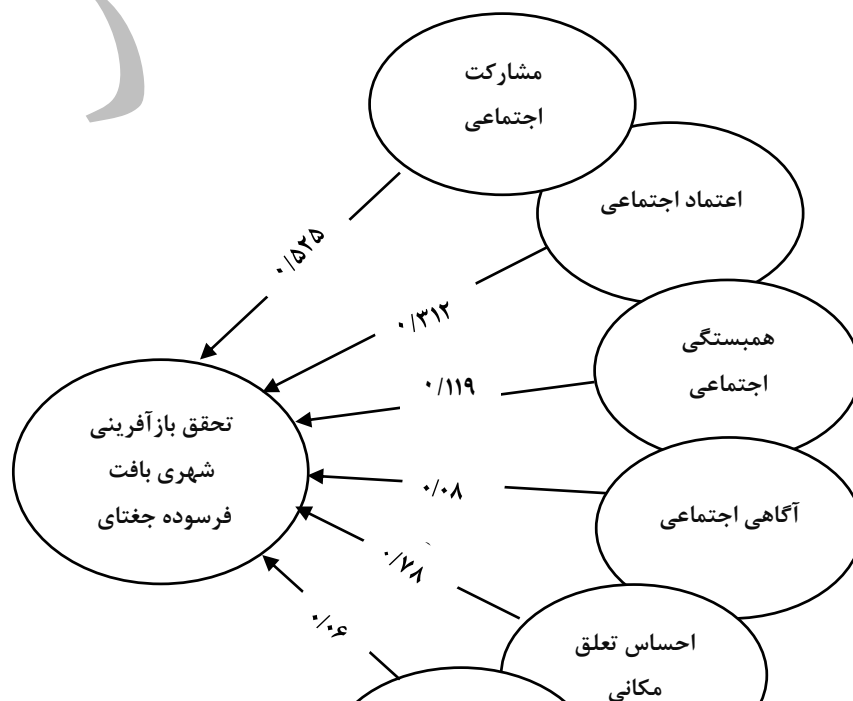 مشارکت
اجتماعی
اعتماد اجتماعی
۰/۵۲۵
۰/۳۱۲
همبستگی
اجتماعی
۰/۱۱۹
تحقق بازآفرینی
شهری بافت
فرسوده جغتای
۰/۰۸
آگاهی اجتماعی
۰/۷۸
۰/۰۶
احساس تعلق
مکانی